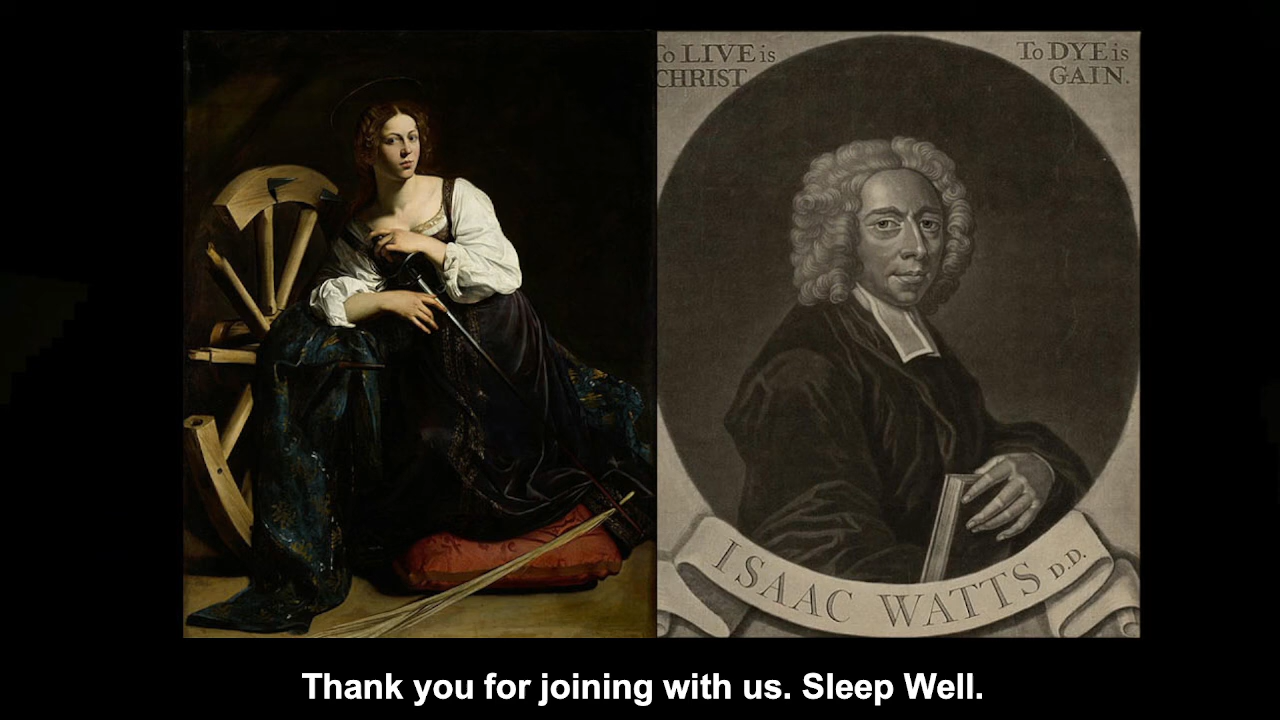 To LIVE is
CHRIST
To DYE is
GAIN.
ISAAC WATTS D.D.
Thank you for joining with us. Sleep Well.